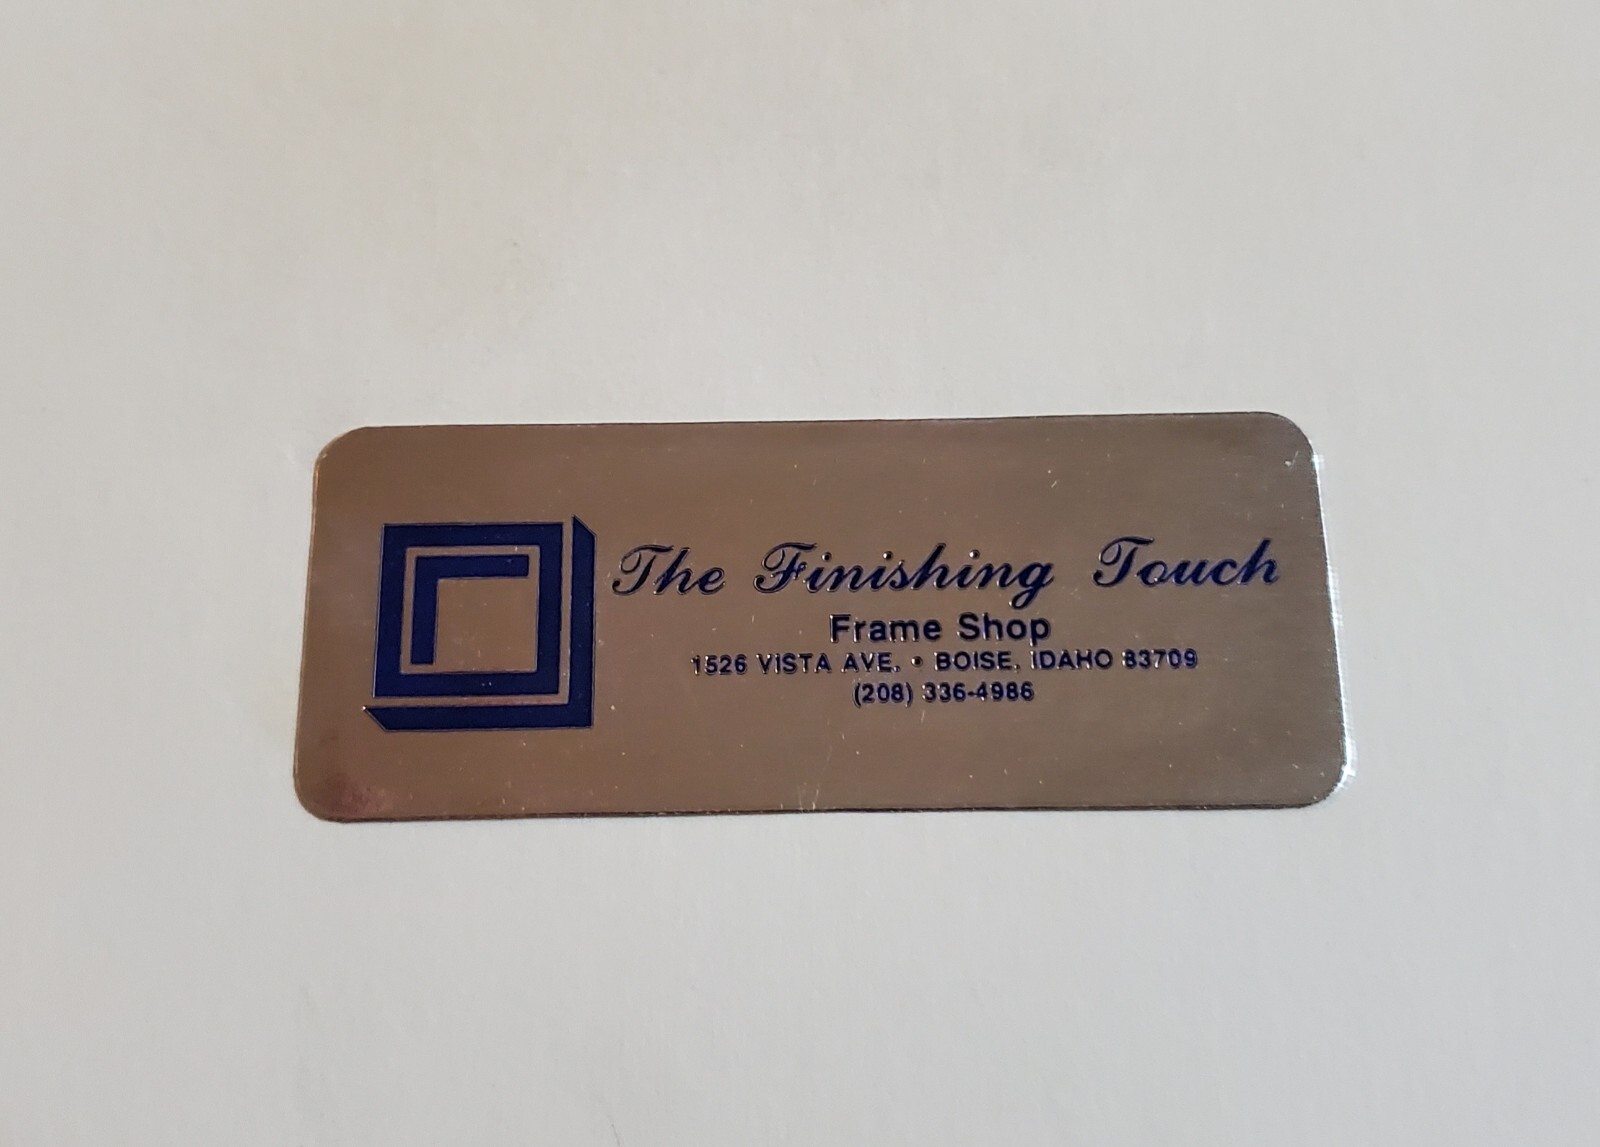 The Finishing Touch
Frame Shop
1526 VISTA AVE. • BOISE, IDAHO 83709
(208) 336-4986